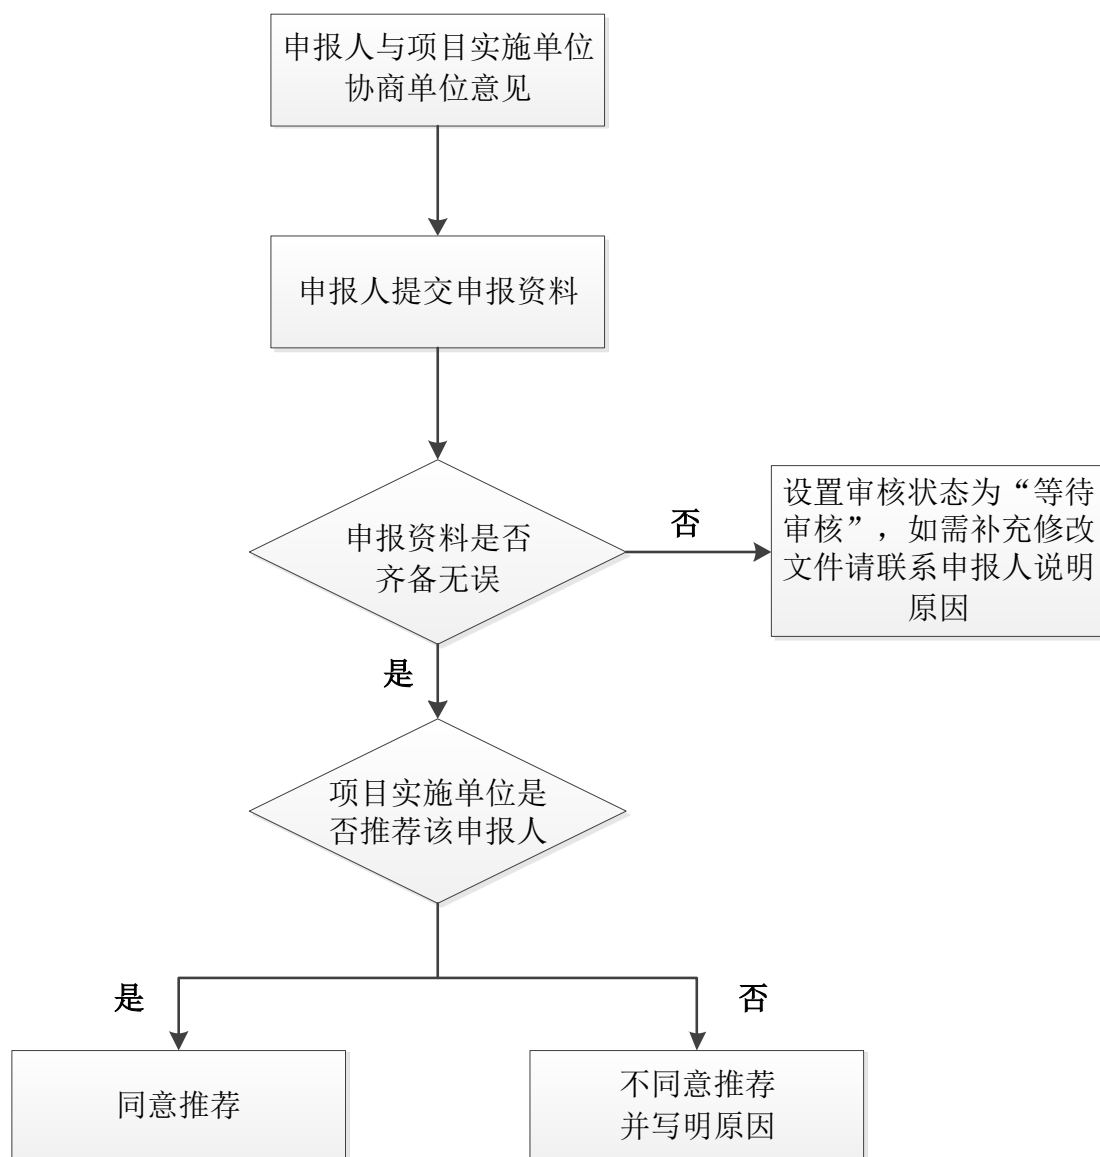 申报人与项目实施单位
协商单位意见
申报人提交申报资料
申报资料是否
齐备无误
否
设置审核状态为“等待
审核”，如需补充修改
文件请联系申报人说明
原因
是
项目实施单位是
否推荐该申报人
是
否
同意推荐
不同意推荐
并写明原因